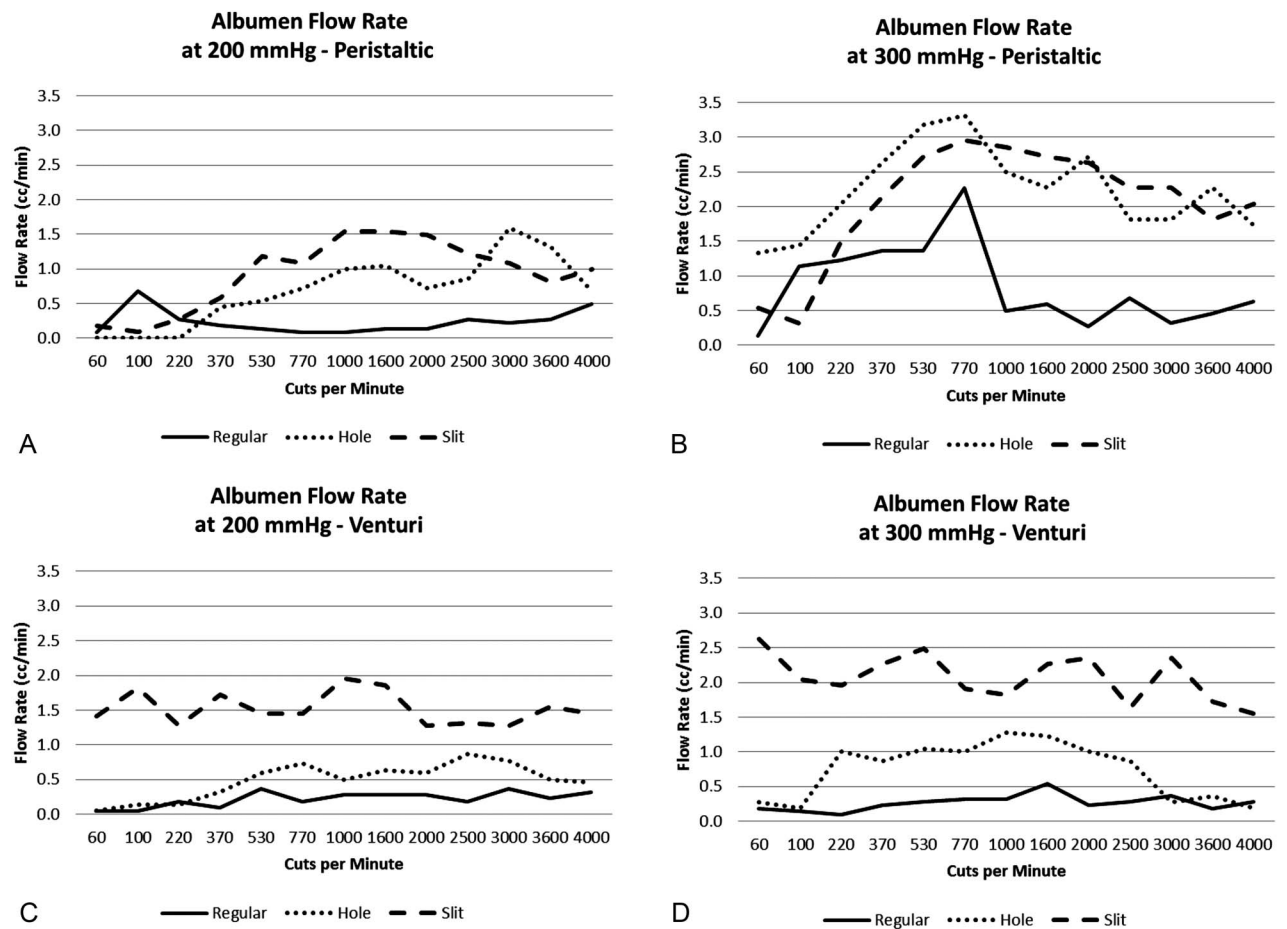 Albumen Flow Rate
at 200 mmHg - Peristaltic
3.5
3.0
2.5
2.0
1.5
1.0
0.5
0.0
Flow Rate (cc/min)
60 100 220 370 530 770 1000 1600 2000 2500 3000 3600 4000
Cuts per Minute
Regular Hole Slit
A
Albumen Flow Rate
at 300 mmHg - Peristaltic
3.5
3.0
2.5
2.0
1.5
1.0
0.5
0.0
Flow Rate (cc/min)
60 100 220 370 530 770 1000 1600 2000 2500 3000 3600 4000
Cuts per Minute
Regular Hole Slit
B
Albumen Flow Rate
at 200 mmHg - Venturi
3.5
3.0
2.5
2.0
1.5
1.0
0.5
0.0
Flow Rate (cc/min)
60 100 220 370 530 770 1000 1600 2000 2500 3000 3600 4000
Cuts per Minute
Regular Hole Slit
C
Albumen Flow Rate
at 300 mmHg - Venturi
3.5
3.0
2.5
2.0
1.5
1.0
0.5
0.0
Flow Rate (cc/min)
60 100 220 370 530 770 1000 1600 2000 2500 3000 3600 4000
Cuts per Minute
Regular Hole Slit
D